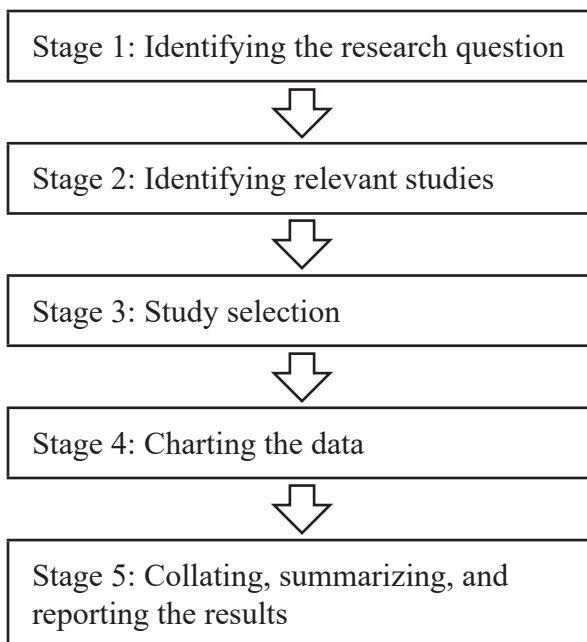 Stage 1: Identifying the research question
Stage 2: Identifying relevant studies
Stage 3: Study selection
Stage 4: Charting the data
Stage 5: Collating, summarizing, and
reporting the results